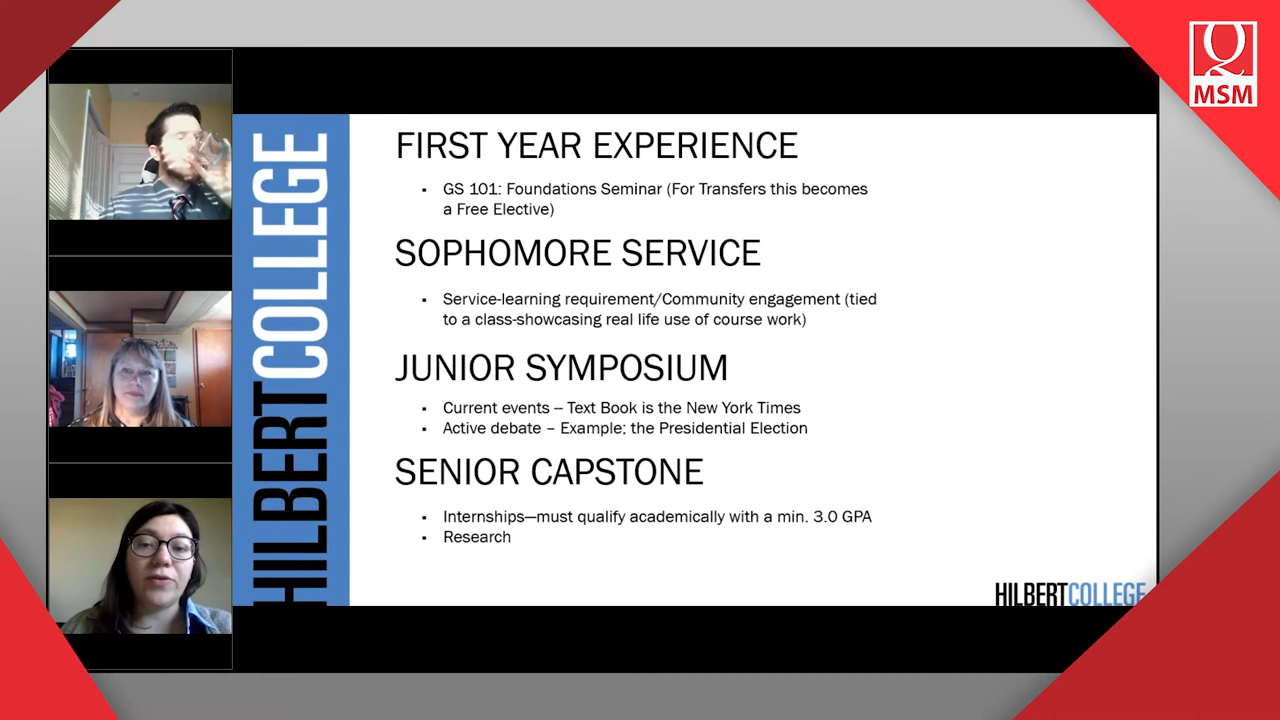 Q
MSM
HILBERTCOLLEGE
FIRST YEAR EXPERIENCE
▪ GS 101: Foundations Seminar (For Transfers this becomes
a Free Elective)
SOPHOMORE SERVICE
▪ Service-learning requirement/Community engagement (tied
to a class-showcasing real life use of course work)
JUNIOR SYMPOSIUM
▪ Current events – Text Book is the New York Times
▪ Active debate – Example; the Presidential Election
SENIOR CAPSTONE
▪ Internships—must qualify academically with a min. 3.0 GPA
▪ Research
HILBERTCOLLEGE